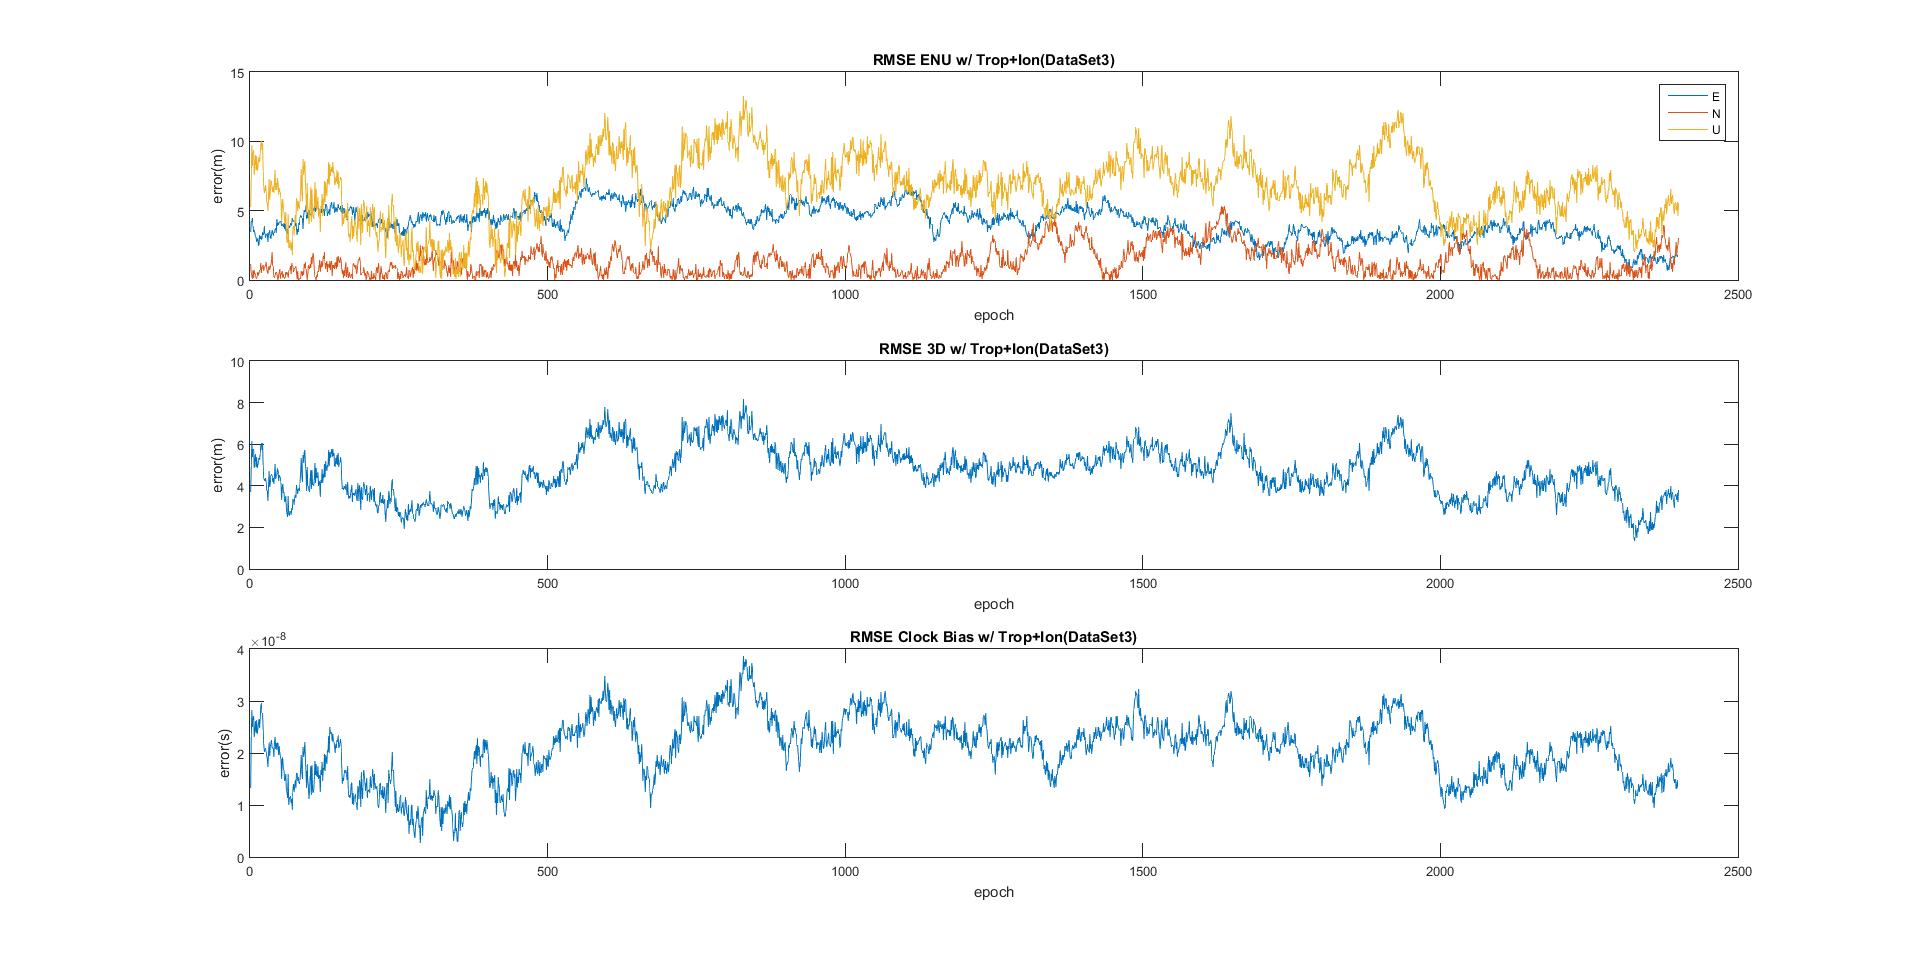 RMSE ENU w/ Trop+Ion(DataSet3)
15
10
5
0
error(m)
E
N
U
0 500 1000 1500 2000 2500
epoch
RMSE 3D w/ Trop+Ion(DataSet3)
10
8
6
4
2
0
error(m)
0 500 1000 1500 2000 2500
epoch
RMSE Clock Bias w/ Trop+Ion(DataSet3)
×10⁻⁸
4
3
2
1
0
error(s)
0 500 1000 1500 2000 2500
epoch